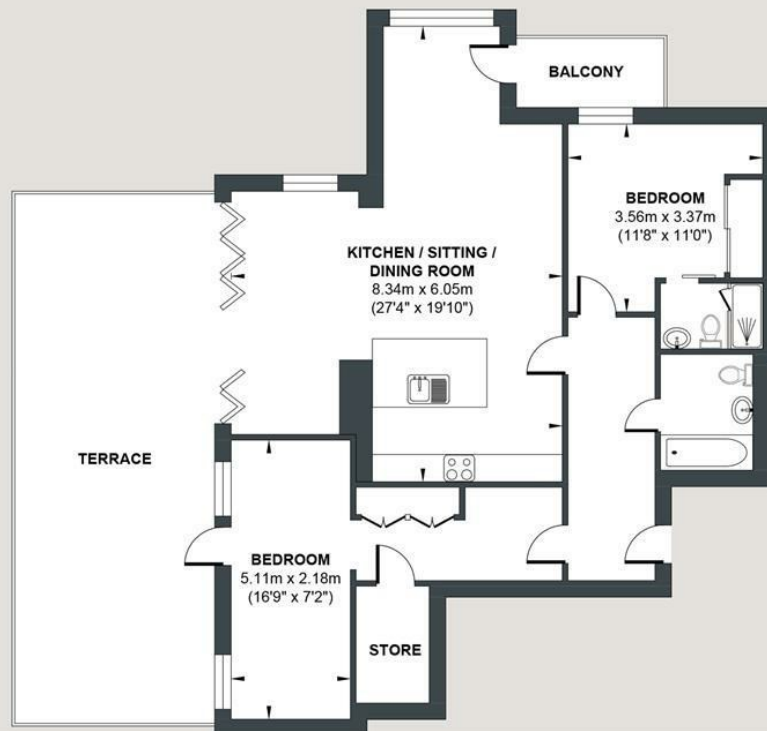 BALCONY
BEDROOM
3.56m x 3.37m
(11'8" x 11'0")
KITCHEN / SITTING /
DINING ROOM
8.34m x 6.05m
(27'4" x 19'10")
TERRACE
BEDROOM
5.11m x 2.18m
(16'9" x 7'2")
STORE